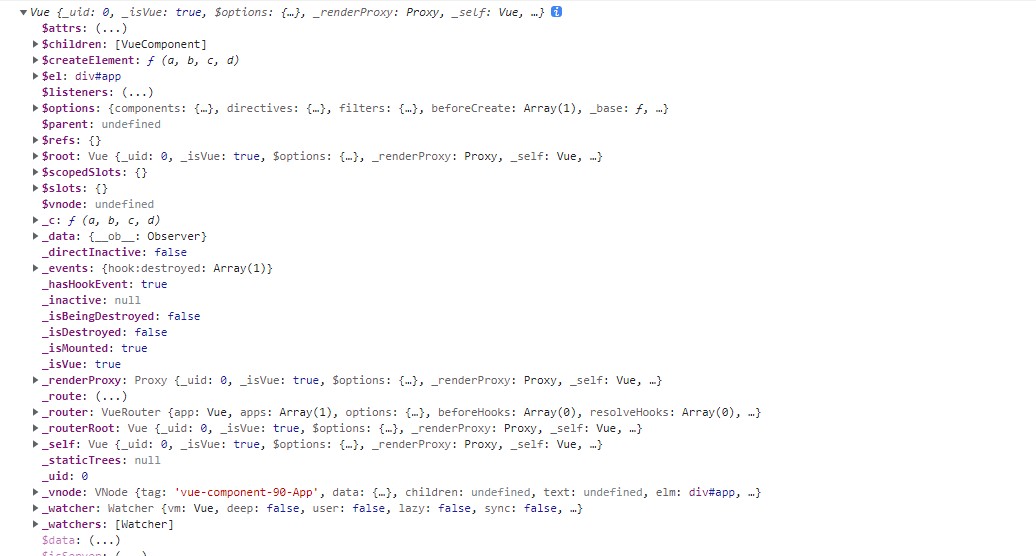 Vue {_uid: 0, _isVue: true, $options: {…}, _renderProxy: Proxy, _self: Vue, …} i
$attrs: (...)
$children: [VueComponent]
$createElement: ƒ (a, b, c, d)
$el: div#app
$listeners: (...)
$options: {components: {…}, directives: {…}, filters: {…}, beforeCreate: Array(1), _base: ƒ, …}
$parent: undefined
$refs: {}
$root: Vue {_uid: 0, _isVue: true, $options: {…}, _renderProxy: Proxy, _self: Vue, …}
$scopedSlots: {}
$slots: {}
$vnode: undefined
_c: ƒ (a, b, c, d)
_data: {__ob__: Observer}
_directInactive: false
_events: {hook:destroyed: Array(1)}
_hasHookEvent: true
_inactive: null
_isBeingDestroyed: false
_isDestroyed: false
_isMounted: true
_isVue: true
_renderProxy: Proxy {_uid: 0, _isVue: true, $options: {…}, _renderProxy: Proxy, _self: Vue, …}
_route: (...)
_router: VueRouter {app: Vue, apps: Array(1), options: {…}, beforeHooks: Array(0), resolveHooks: Array(0), …}
_routerRoot: Vue {_uid: 0, _isVue: true, $options: {…}, _renderProxy: Proxy, _self: Vue, …}
_self: Vue {_uid: 0, _isVue: true, $options: {…}, _renderProxy: Proxy, _self: Vue, …}
_staticTrees: null
_uid: 0
_vnode: VNode {tag: 'vue-component-90-App', data: {…}, children: undefined, text: undefined, elm: div#app, …}
_watcher: Watcher {vm: Vue, deep: false, user: false, lazy: false, sync: false, …}
_watchers: [Watcher]
$data: (...)
$isServer: (...)